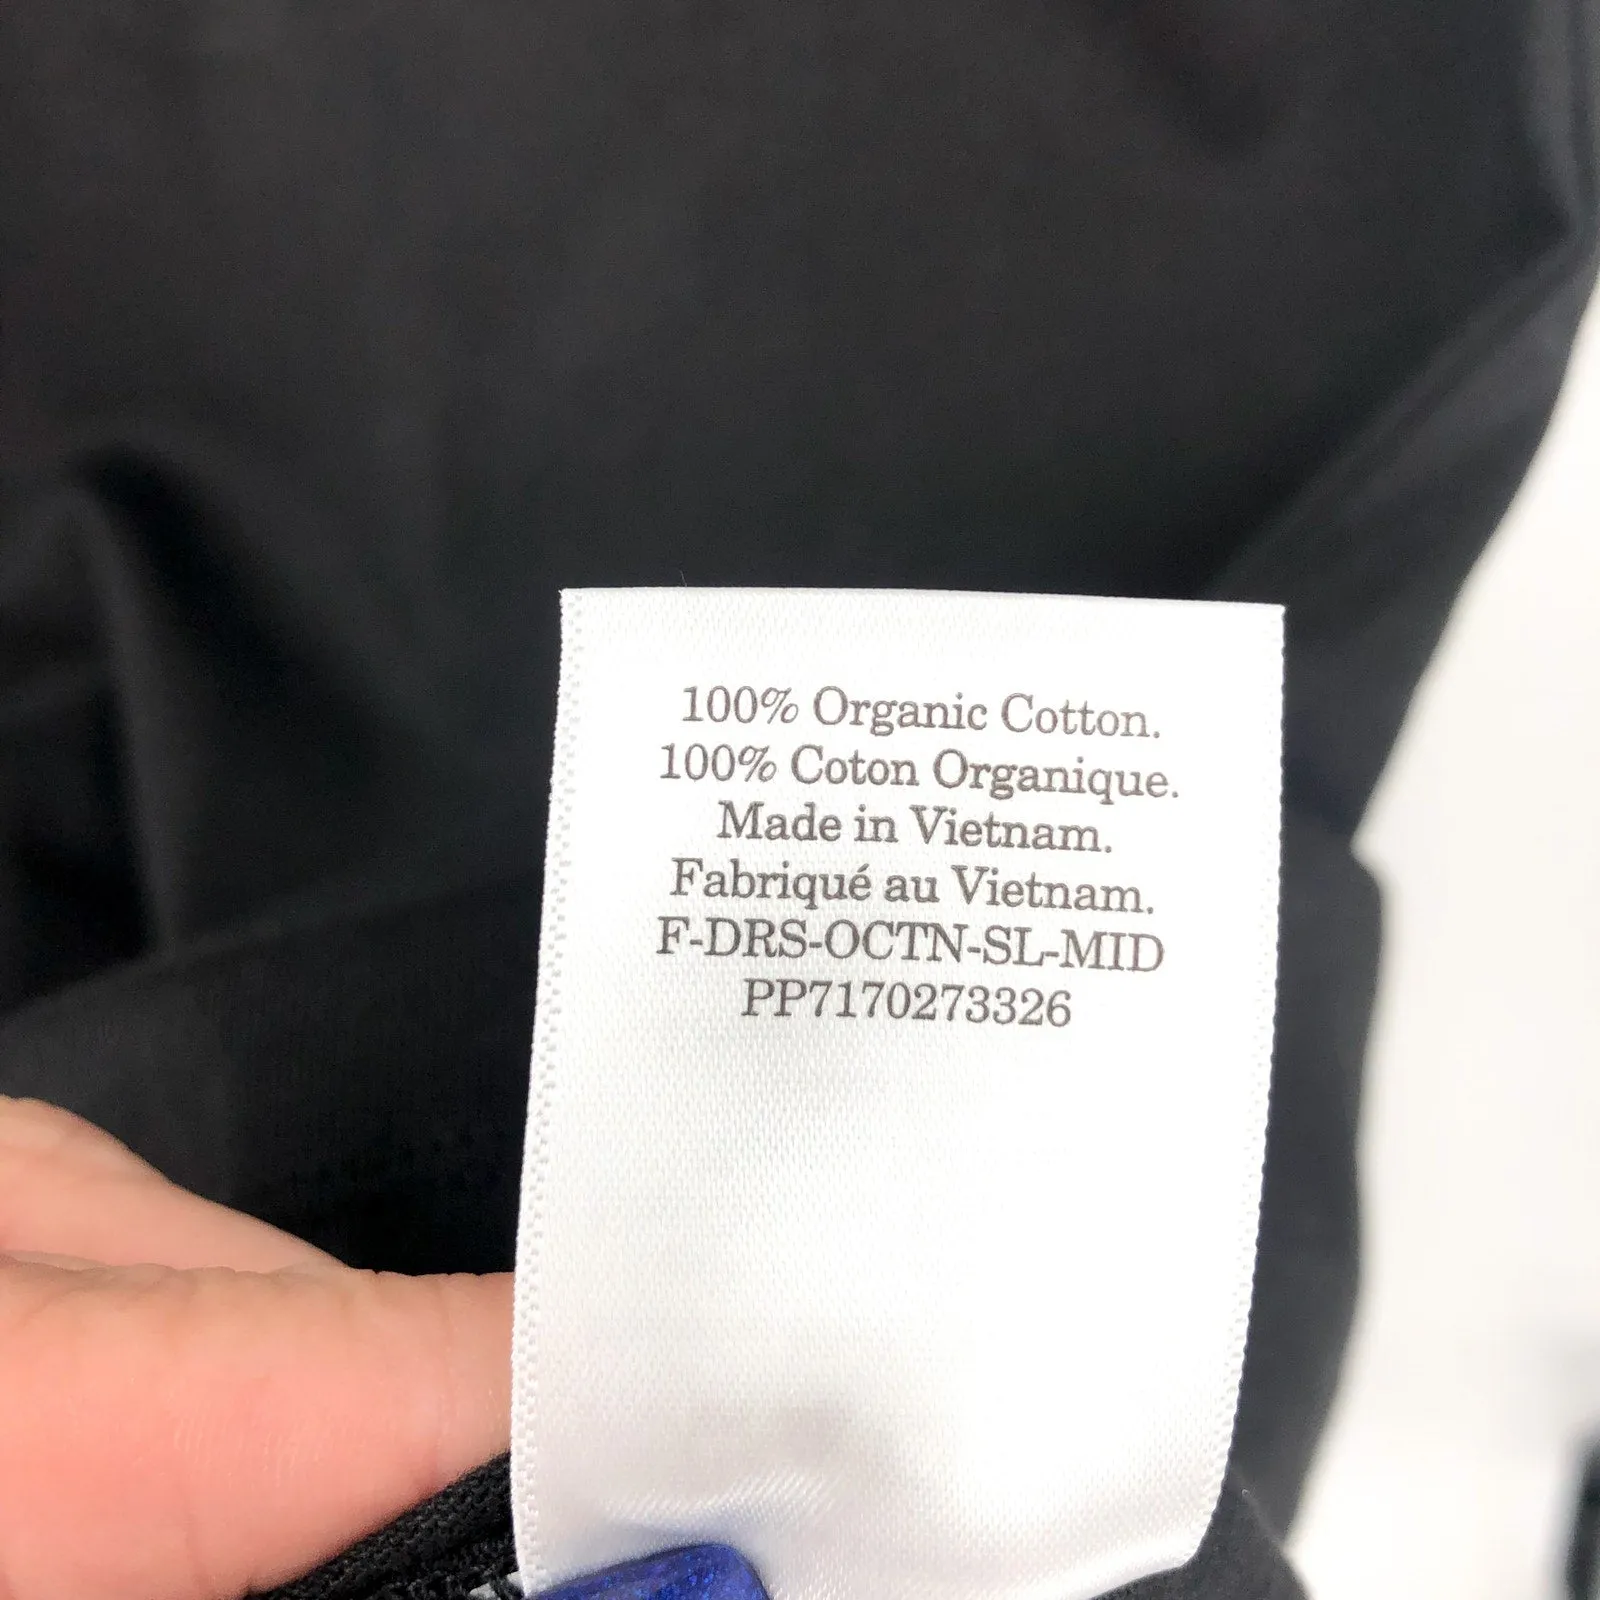 100% Organic Cotton.
100% Coton Organique.
Made in Vietnam.
Fabriqué au Vietnam.
F-DRS-OCTN-SL-MID
PP7170273326